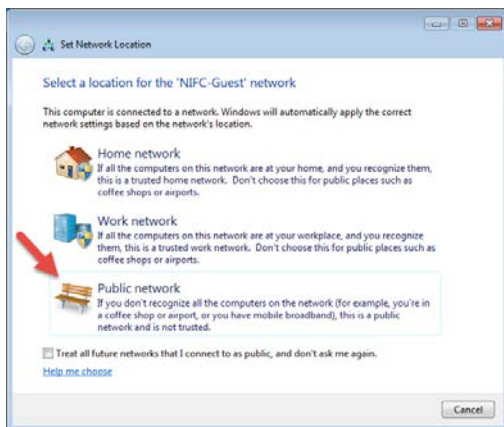 Set Network Location
Select a location for the 'NIFC-Guest' network
This computer is connected to a network. Windows will automatically apply the correct
network settings based on the network's location.
Home network
If all the computers on this network are at your home, and you recognize them,
this is a trusted home network.  Don't choose this for public places such as
coffee shops or airports.
Work network
If all the computers on this network are at your workplace, and you recognize
them, this is a trusted work network.  Don't choose this for public places such as
coffee shops or airports.
Public network
If you don't recognize all the computers on the network (for example, you're in
a coffee shop or airport, or you have mobile broadband), this is a public
network and is not trusted.
Treat all future networks that I connect to as public, and don't ask me again.
Help me choose
Cancel